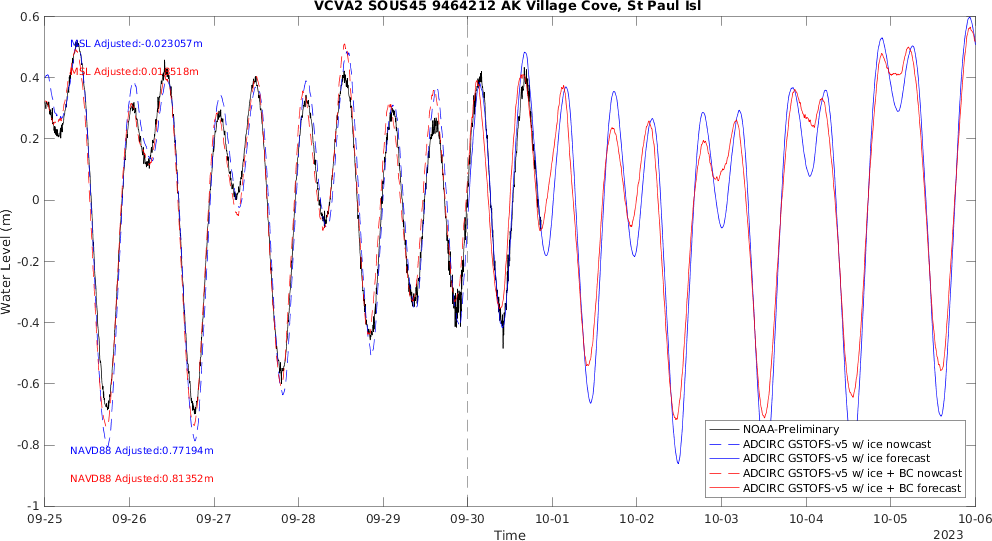 VCVA2 SOUS45 9464212 AK Village Cove, St Paul Isl
0.6
0.4
0.2
0
-0.2
-0.4
-0.6
-0.8
-1
Water Level (m)
MSL Adjusted:-0.023057m
MSL Adjusted:0.018518m
NAVD88 Adjusted:0.77194m
NAVD88 Adjusted:0.81352m
NOAA-Preliminary
ADCIRC GSTOFS-v5 w/ ice nowcast
ADCIRC GSTOFS-v5 w/ ice forecast
ADCIRC GSTOFS-v5 w/ ice + BC nowcast
ADCIRC GSTOFS-v5 w/ ice + BC forecast
09-25 09-26 09-27 09-28 09-29 09-30 10-01 10-02 10-03 10-04 10-05 10-06
Time
2023